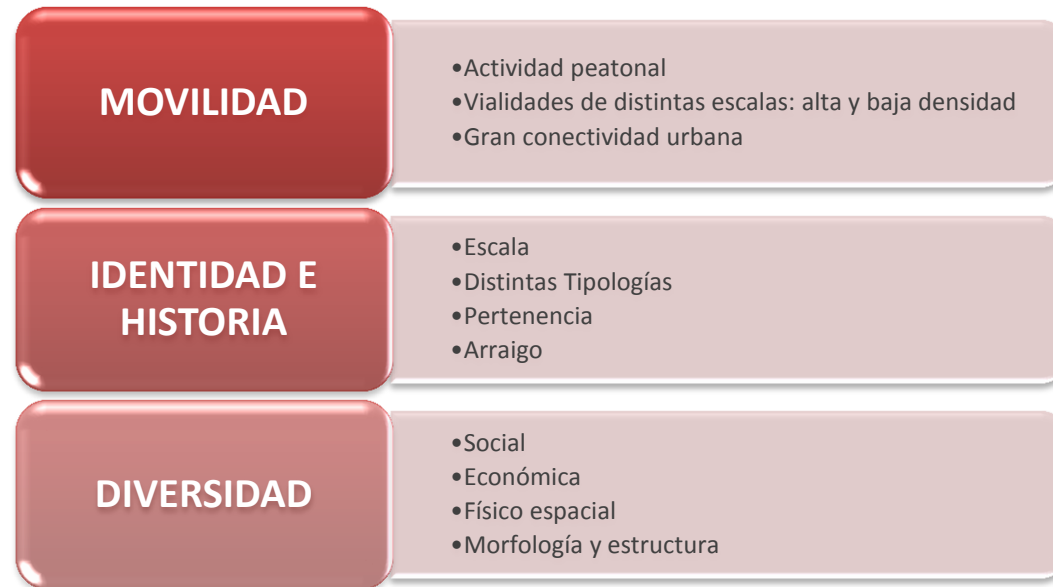 MOVILIDAD
•Actividad peatonal
•Vialidades de distintas escalas: alta y baja densidad
•Gran conectividad urbana
IDENTIDAD E
HISTORIA
•Escala
•Distintas Tipologías
•Pertenencia
•Arraigo
DIVERSIDAD
•Social
•Económica
•Físico espacial
•Morfología y estructura